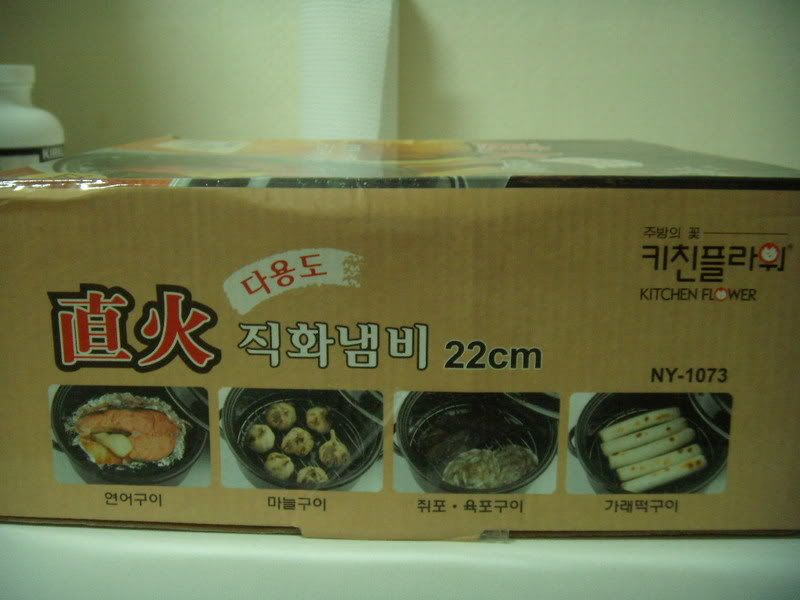 주방의 꽃
키친플라워
KITCHEN FLOWER
다용도
直火 직화냄비 22cm
NY-1073
연어구이
마늘구이
쥐포·육포구이
가래떡구이